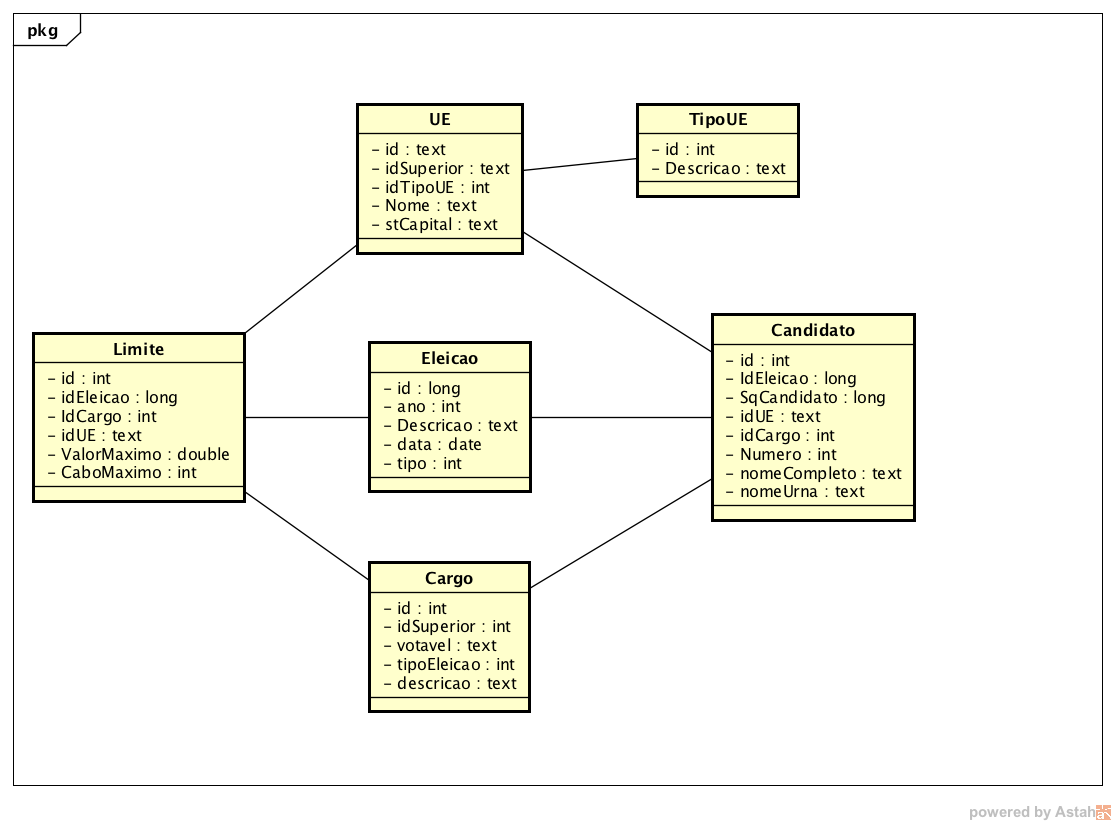 pkg
UE
- id : text
- idSuperior : text
- idTipoUE : int
- Nome : text
- stCapital : text
TipoUE
- id : int
- Descricao : text
Limite
- id : int
- idEleicao : long
- IdCargo : int
- idUE : text
- ValorMaximo : double
- CaboMaximo : int
Eleicao
- id : long
- ano : int
- Descricao : text
- data : date
- tipo : int
Candidato
- id : int
- IdEleicao : long
- SqCandidato : long
- idUE : text
- idCargo : int
- Numero : int
- nomeCompleto : text
- nomeUrna : text
Cargo
- id : int
- idSuperior : int
- votavel : text
- tipoEleicao : int
- descricao : text
powered by Astah